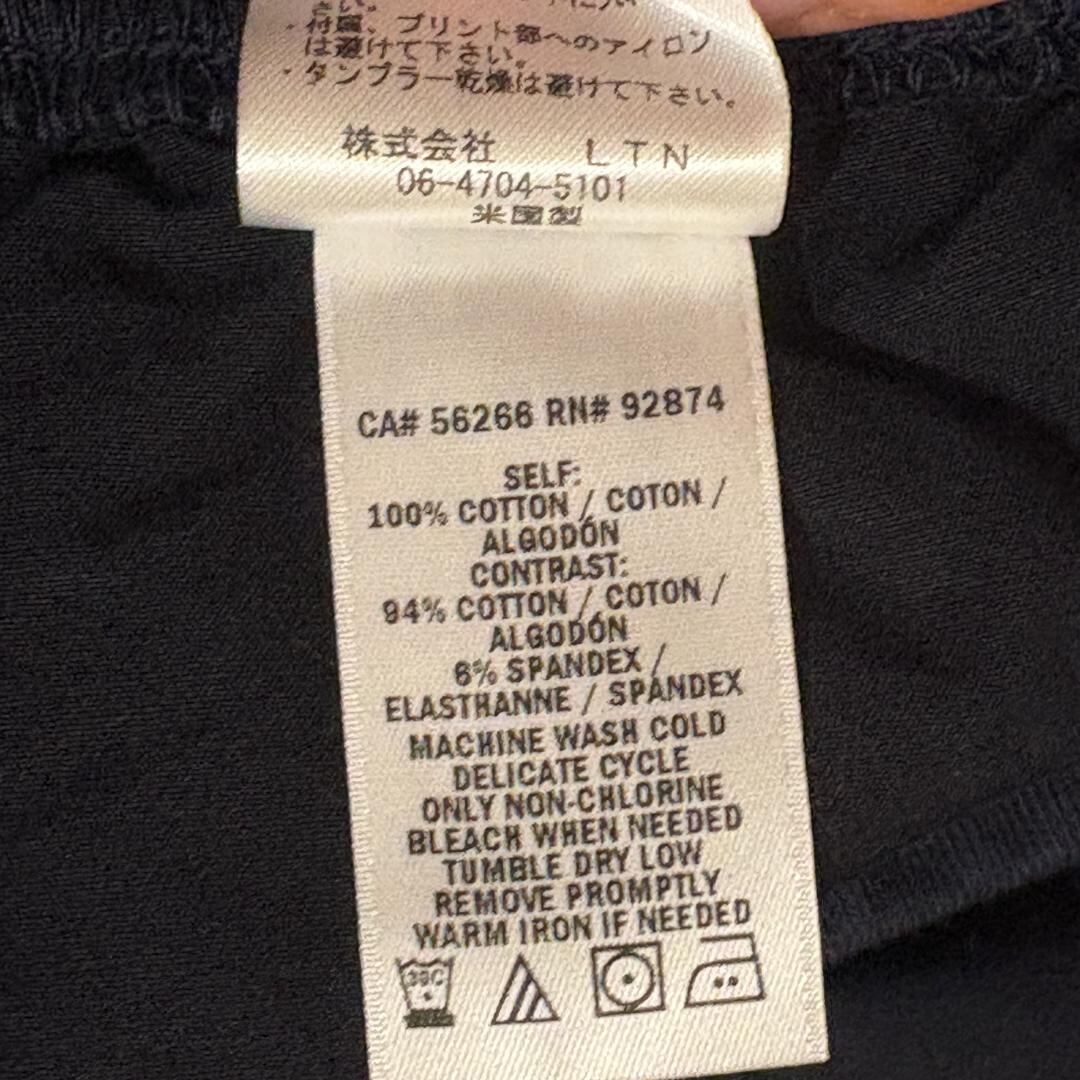 さい。
・付属、プリント部へのアイロン
は避けて下さい。
・タンブラー乾燥は避けて下さい。
株式会社 LTN
06-4704-5101
米国製
CA# 56266 RN# 92874
SELF:
100% COTTON / COTON /
ALGODÓN
CONTRAST:
94% COTTON / COTON /
ALGODÓN
6% SPANDEX /
ELASTHANNE / SPANDEX
MACHINE WASH COLD
DELICATE CYCLE
ONLY NON-CHLORINE
BLEACH WHEN NEEDED
TUMBLE DRY LOW
REMOVE PROMPTLY
WARM IRON IF NEEDED
30C